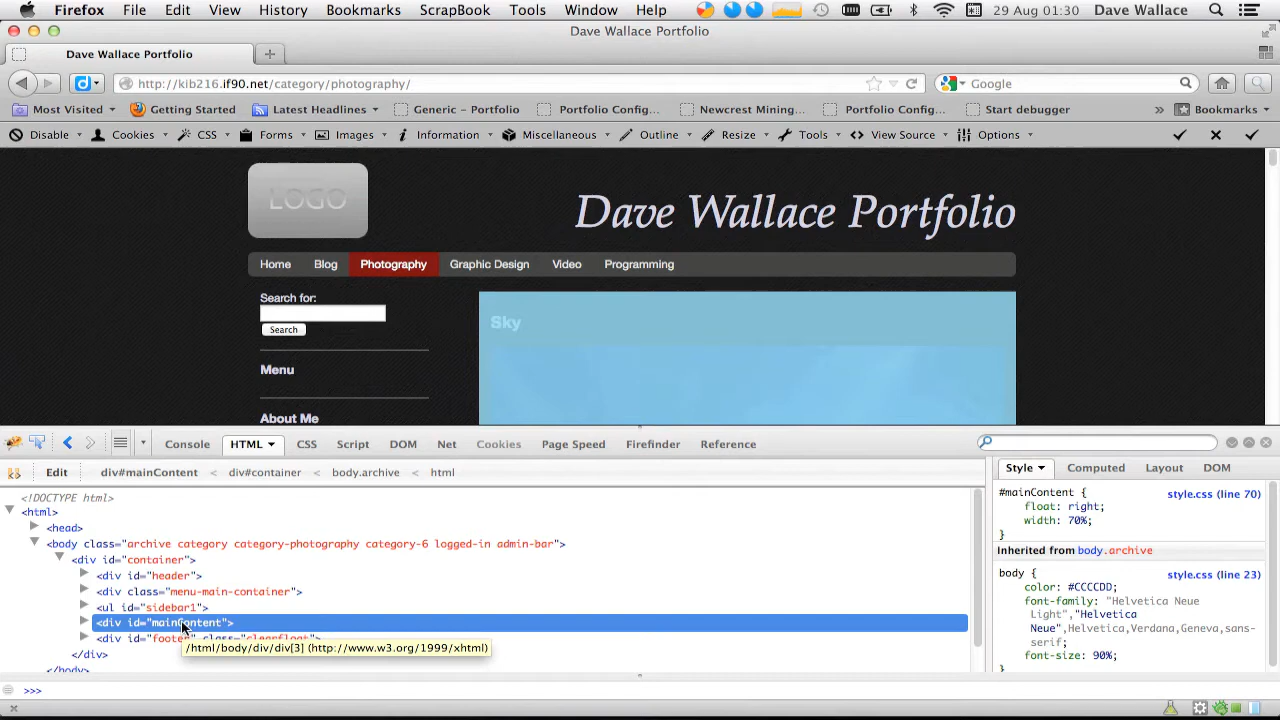 Firefox File Edit View History Bookmarks ScrapBook Tools Window Help 29 Aug 01:30 Dave Wallace
Dave Wallace Portfolio
Dave Wallace Portfolio
http://kib216.if90.net/category/photography/ Google
Most Visited Getting Started Latest Headlines Generic - Portfolio Portfolio Config... Newcrest Mining... Portfolio Config... Start debugger » Bookmarks
Disable Cookies CSS Forms Images Information Miscellaneous Outline Resize Tools View Source Options
LOGO
Dave Wallace Portfolio
Home Blog Photography Graphic Design Video Programming
Search for:
Search
Sky
Menu
About Me
Console HTML CSS Script DOM Net Cookies Page Speed Firefinder Reference
Edit div#mainContent < div#container < body.archive < html
Style Computed Layout DOM
<!DOCTYPE html>
<html>
<head>
<body class="archive category category-photography category-6 logged-in admin-bar">
<div id="container">
<div id="header">
<div class="menu-main-container">
<ul id="sidebar1">
<div id="mainContent">
<div id="footer" class="clearfloat">
/html/body/div/div[3] (http://www.w3.org/1999/xhtml)
</div>
</body>
>>>
#mainContent { style.css (line 70)
float: right;
width: 70%;
}
Inherited from body.archive
body { style.css (line 23)
color: #CCCCDD;
font-family: "Helvetica Neue
Light","Helvetica
Neue",Helvetica,Verdana,Geneva,sans-
serif;
font-size: 90%;
}